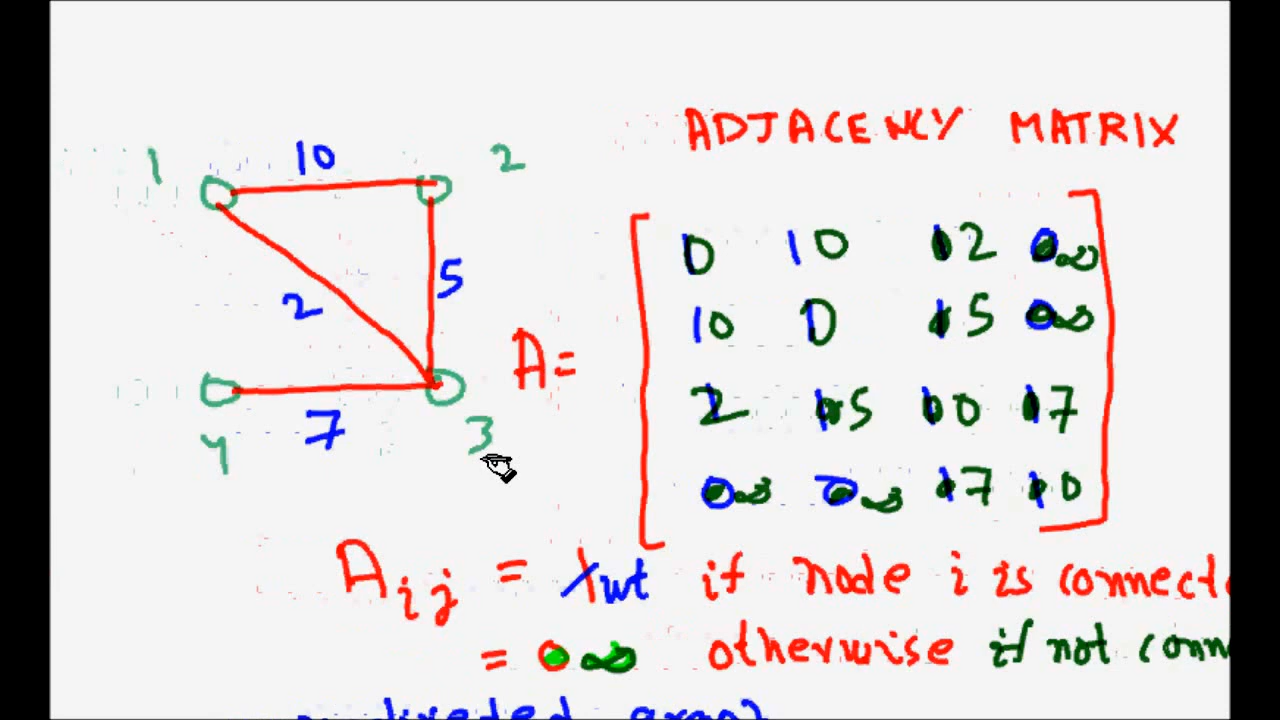 1 10 2
ADJACENCY MATRIX
2 5
4 7 3
A=
0 10 2 ∞
10 0 5 ∞
2 5 0 7
∞ ∞ 7 0
Aij = wt if node i is connect
= ∞ otherwise if not conn